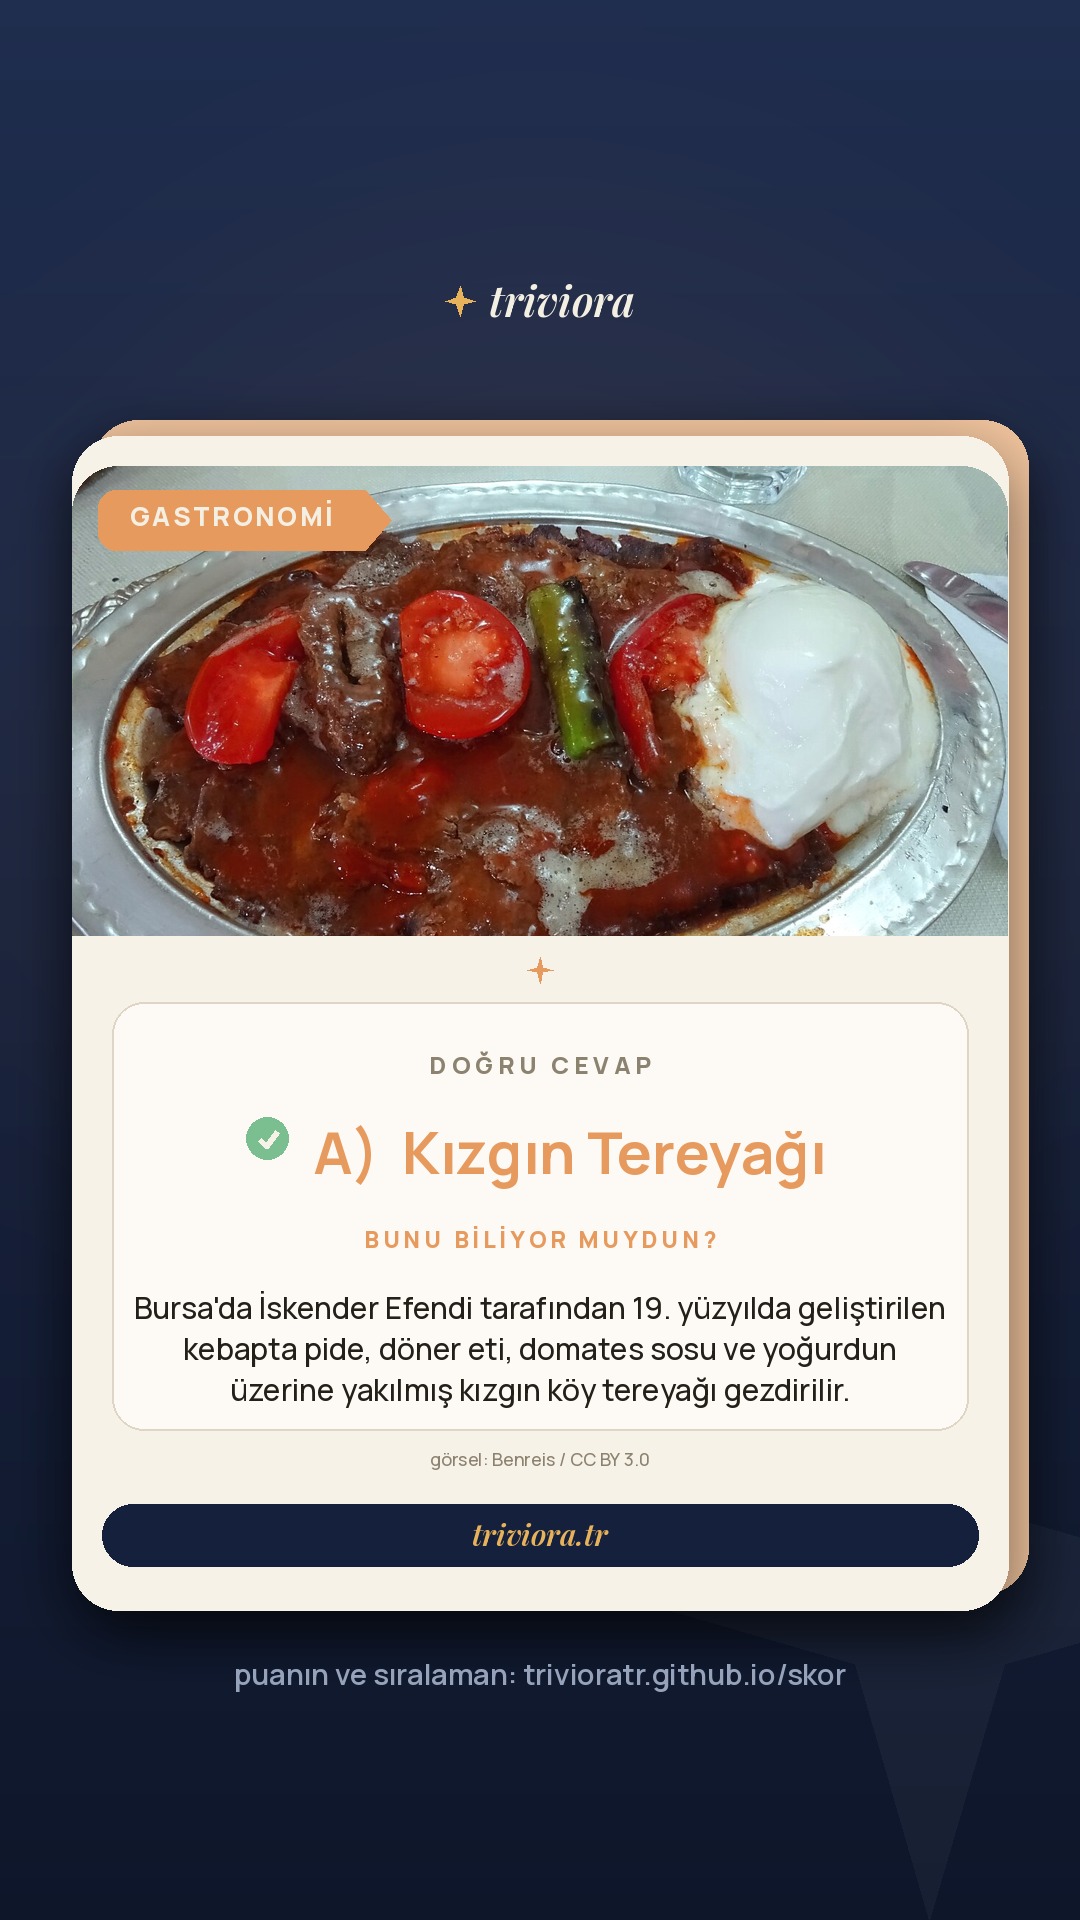 triviora
GASTRONOMİ
DOĞRU CEVAP
A) Kızgın Tereyağı
BUNU BİLİYOR MUYDUN?
Bursa'da İskender Efendi tarafından 19. yüzyılda geliştirilen
kebapta pide, döner eti, domates sosu ve yoğurdun
üzerine yakılmış kızgın köy tereyağı gezdirilir.
görsel: Benreis / CC BY 3.0
triviora.tr
puanın ve sıralaman: trivioratr.github.io/skor